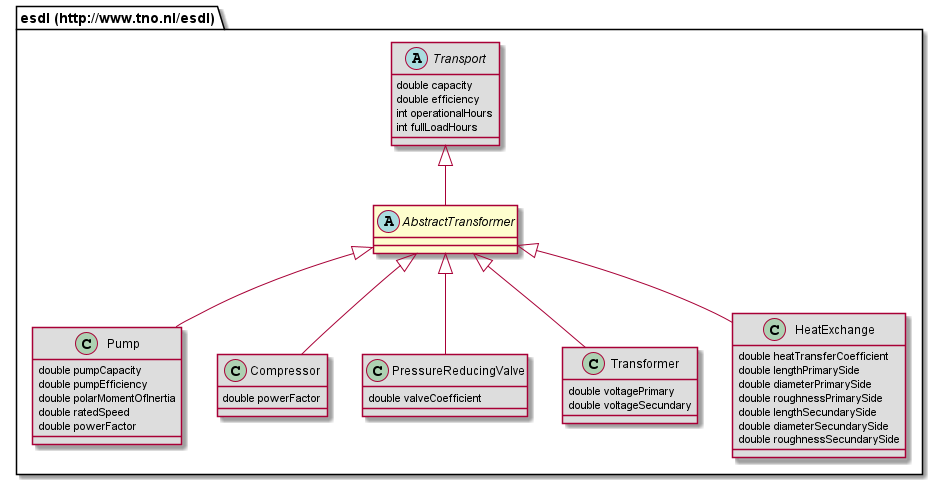 esdl (http://www.tno.nl/esdl)
A Transport
double capacity
double efficiency
int operationalHours
int fullLoadHours
A AbstractTransformer
C Pump
double pumpCapacity
double pumpEfficiency
double polarMomentOfInertia
double ratedSpeed
double powerFactor
C Compressor
double powerFactor
C PressureReducingValve
double valveCoefficient
C Transformer
double voltagePrimary
double voltageSecundary
C HeatExchange
double heatTransferCoefficient
double lengthPrimarySide
double diameterPrimarySide
double roughnessPrimarySide
double lengthSecundarySide
double diameterSecundarySide
double roughnessSecundarySide